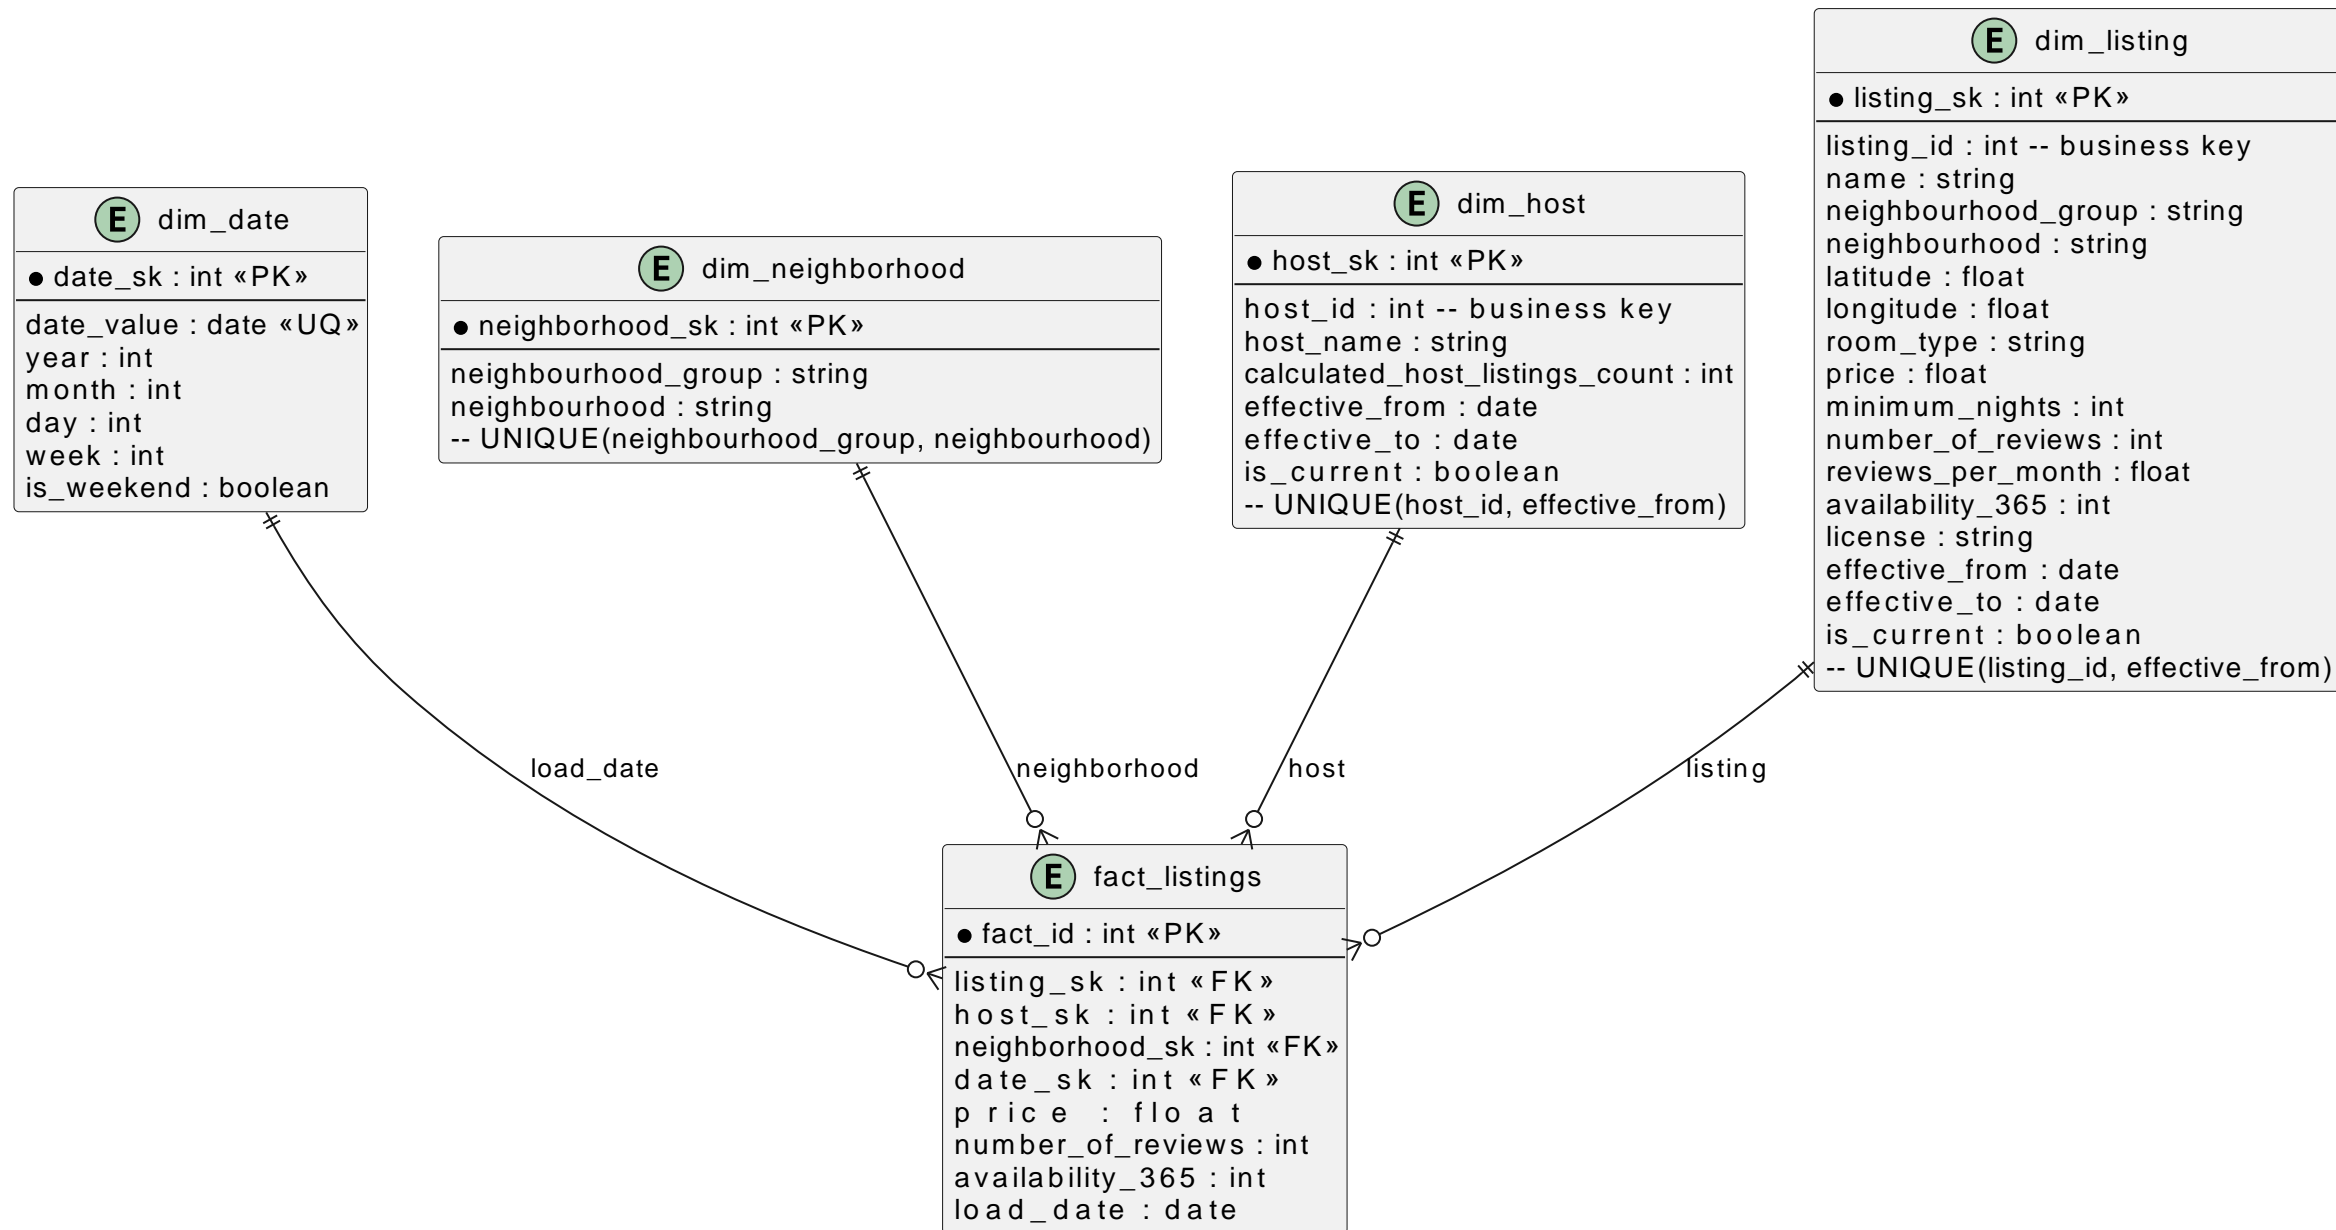 E dim_date
date_sk : int «PK»
date_value : date «UQ»
year : int
month : int
day : int
week : int
is_weekend : boolean
E dim_neighborhood
neighborhood_sk : int «PK»
neighbourhood_group : string
neighbourhood : string
-- UNIQUE(neighbourhood_group, neighbourhood)
E dim_host
host_sk : int «PK»
host_id : int -- business key
host_name : string
calculated_host_listings_count : int
effective_from : date
effective_to : date
is_current : boolean
-- UNIQUE(host_id, effective_from)
E dim_listing
listing_sk : int «PK»
listing_id : int -- business key
name : string
neighbourhood_group : string
neighbourhood : string
latitude : float
longitude : float
room_type : string
price : float
minimum_nights : int
number_of_reviews : int
reviews_per_month : float
availability_365 : int
license : string
effective_from : date
effective_to : date
is_current : boolean
-- UNIQUE(listing_id, effective_from)
load_date
neighborhood
host
listing
E fact_listings
fact_id : int «PK»
listing_sk : int «FK»
host_sk : int «FK»
neighborhood_sk : int «FK»
date_sk : int «FK»
price : float
number_of_reviews : int
availability_365 : int
load_date : date